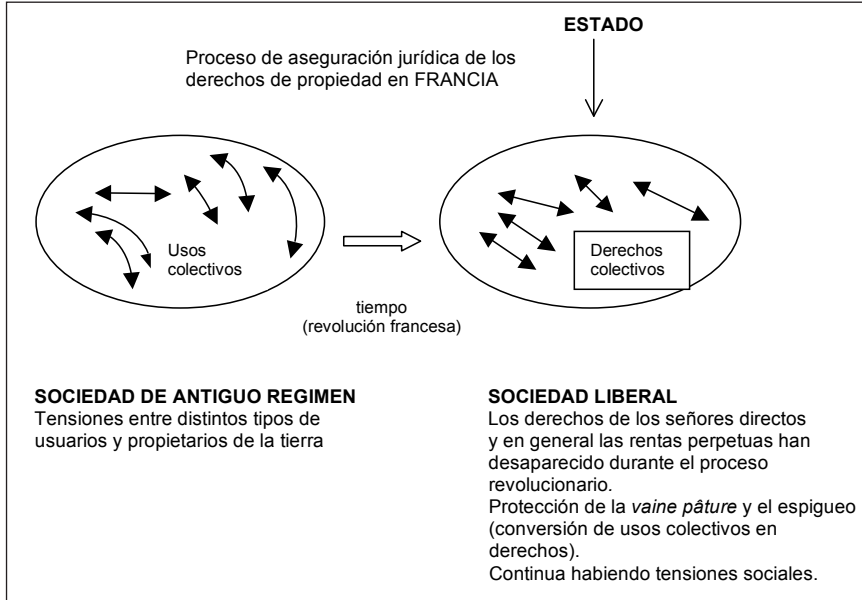 ESTADO
Proceso de aseguración jurídica de los
derechos de propiedad en FRANCIA
Usos
colectivos
Derechos
colectivos
tiempo
(revolución francesa)
SOCIEDAD DE ANTIGUO REGIMEN
Tensiones entre distintos tipos de
usuarios y propietarios de la tierra
SOCIEDAD LIBERAL
Los derechos de los señores directos
y en general las rentas perpetuas han
desaparecido durante el proceso
revolucionario.
Protección de la vaine pâture y el espigueo
(conversión de usos colectivos en
derechos).
Continua habiendo tensiones sociales.